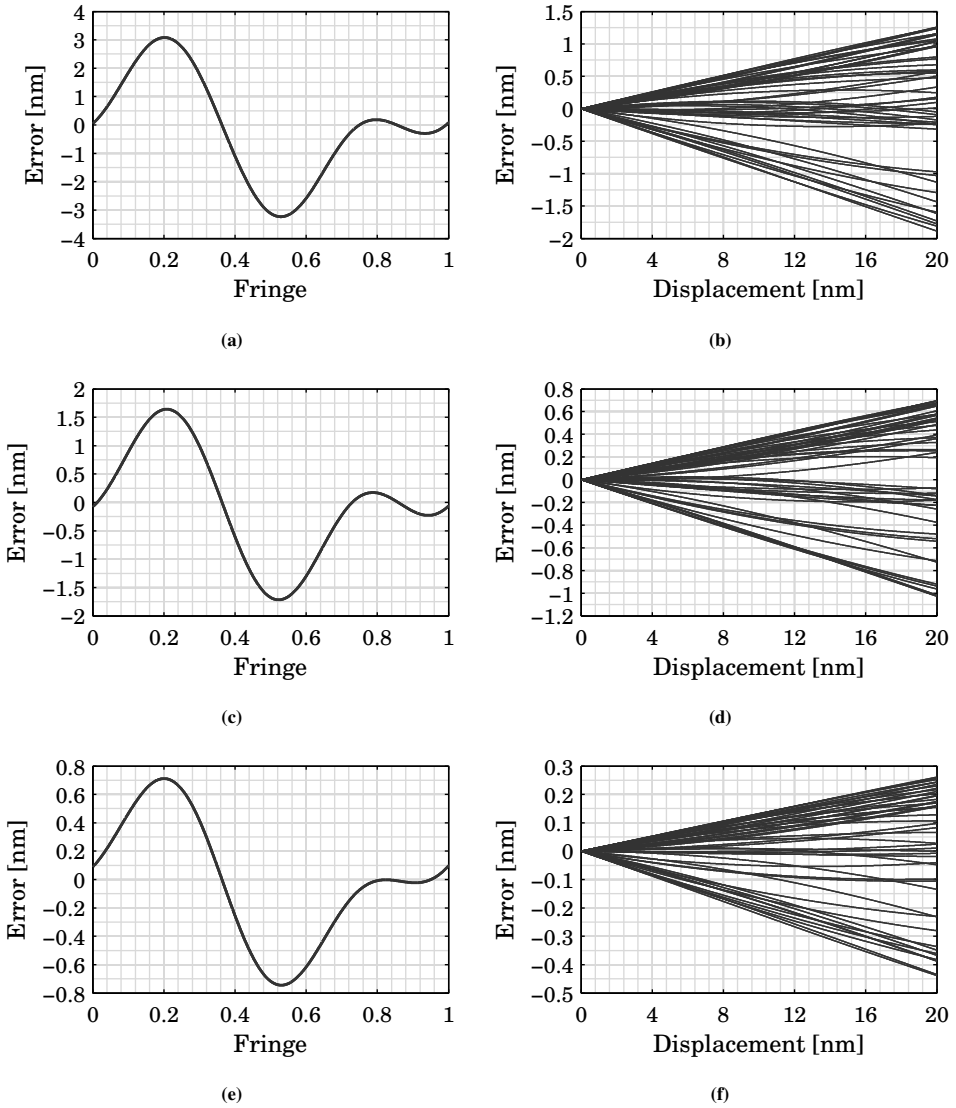 4
3
2
1
0
−1
−2
−3
−4
Error [nm]
0 0.2 0.4 0.6 0.8 1
Fringe
(a)
1.5
1
0.5
0
−0.5
−1
−1.5
−2
Error [nm]
0 4 8 12 16 20
Displacement [nm]
(b)
2
1.5
1
0.5
0
−0.5
−1
−1.5
−2
Error [nm]
0 0.2 0.4 0.6 0.8 1
Fringe
(c)
0.8
0.6
0.4
0.2
0
−0.2
−0.4
−0.6
−0.8
−1
−1.2
Error [nm]
0 4 8 12 16 20
Displacement [nm]
(d)
0.8
0.6
0.4
0.2
0
−0.2
−0.4
−0.6
−0.8
Error [nm]
0 0.2 0.4 0.6 0.8 1
Fringe
(e)
0.3
0.2
0.1
0
−0.1
−0.2
−0.3
−0.4
−0.5
Error [nm]
0 4 8 12 16 20
Displacement [nm]
(f)